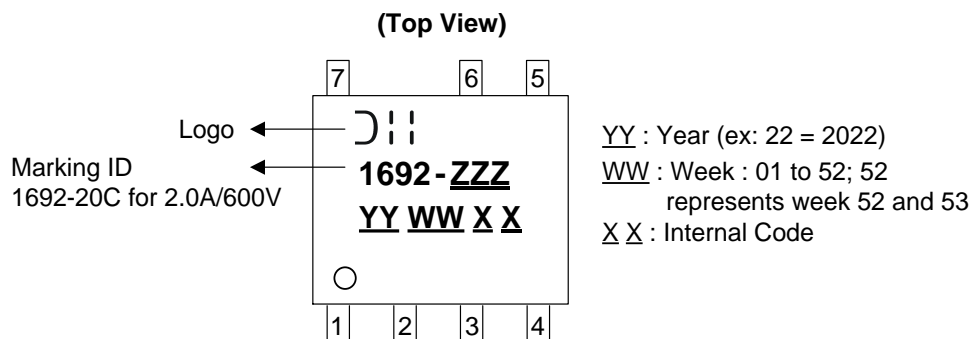 (Top View)
7 6 5
Logo
Marking ID
1692-20C for 2.0A/600V
1692-ZZZ
YY WW X X
1 2 3 4
YY : Year (ex: 22 = 2022)
WW : Week : 01 to 52; 52
represents week 52 and 53
X X : Internal Code